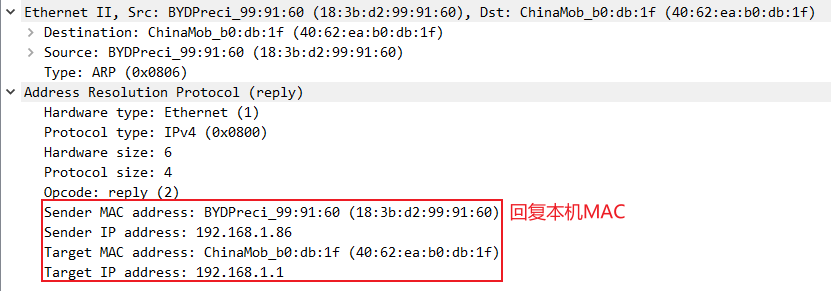 Ethernet II, Src: BYDPreci_99:91:60 (18:3b:d2:99:91:60), Dst: ChinaMob_b0:db:1f (40:62:ea:b0:db:1f)
Destination: ChinaMob_b0:db:1f (40:62:ea:b0:db:1f)
Source: BYDPreci_99:91:60 (18:3b:d2:99:91:60)
Type: ARP (0x0806)
Address Resolution Protocol (reply)
Hardware type: Ethernet (1)
Protocol type: IPv4 (0x0800)
Hardware size: 6
Protocol size: 4
Opcode: reply (2)
Sender MAC address: BYDPreci_99:91:60 (18:3b:d2:99:91:60) 回复本机MAC
Sender IP address: 192.168.1.86
Target MAC address: ChinaMob_b0:db:1f (40:62:ea:b0:db:1f)
Target IP address: 192.168.1.1